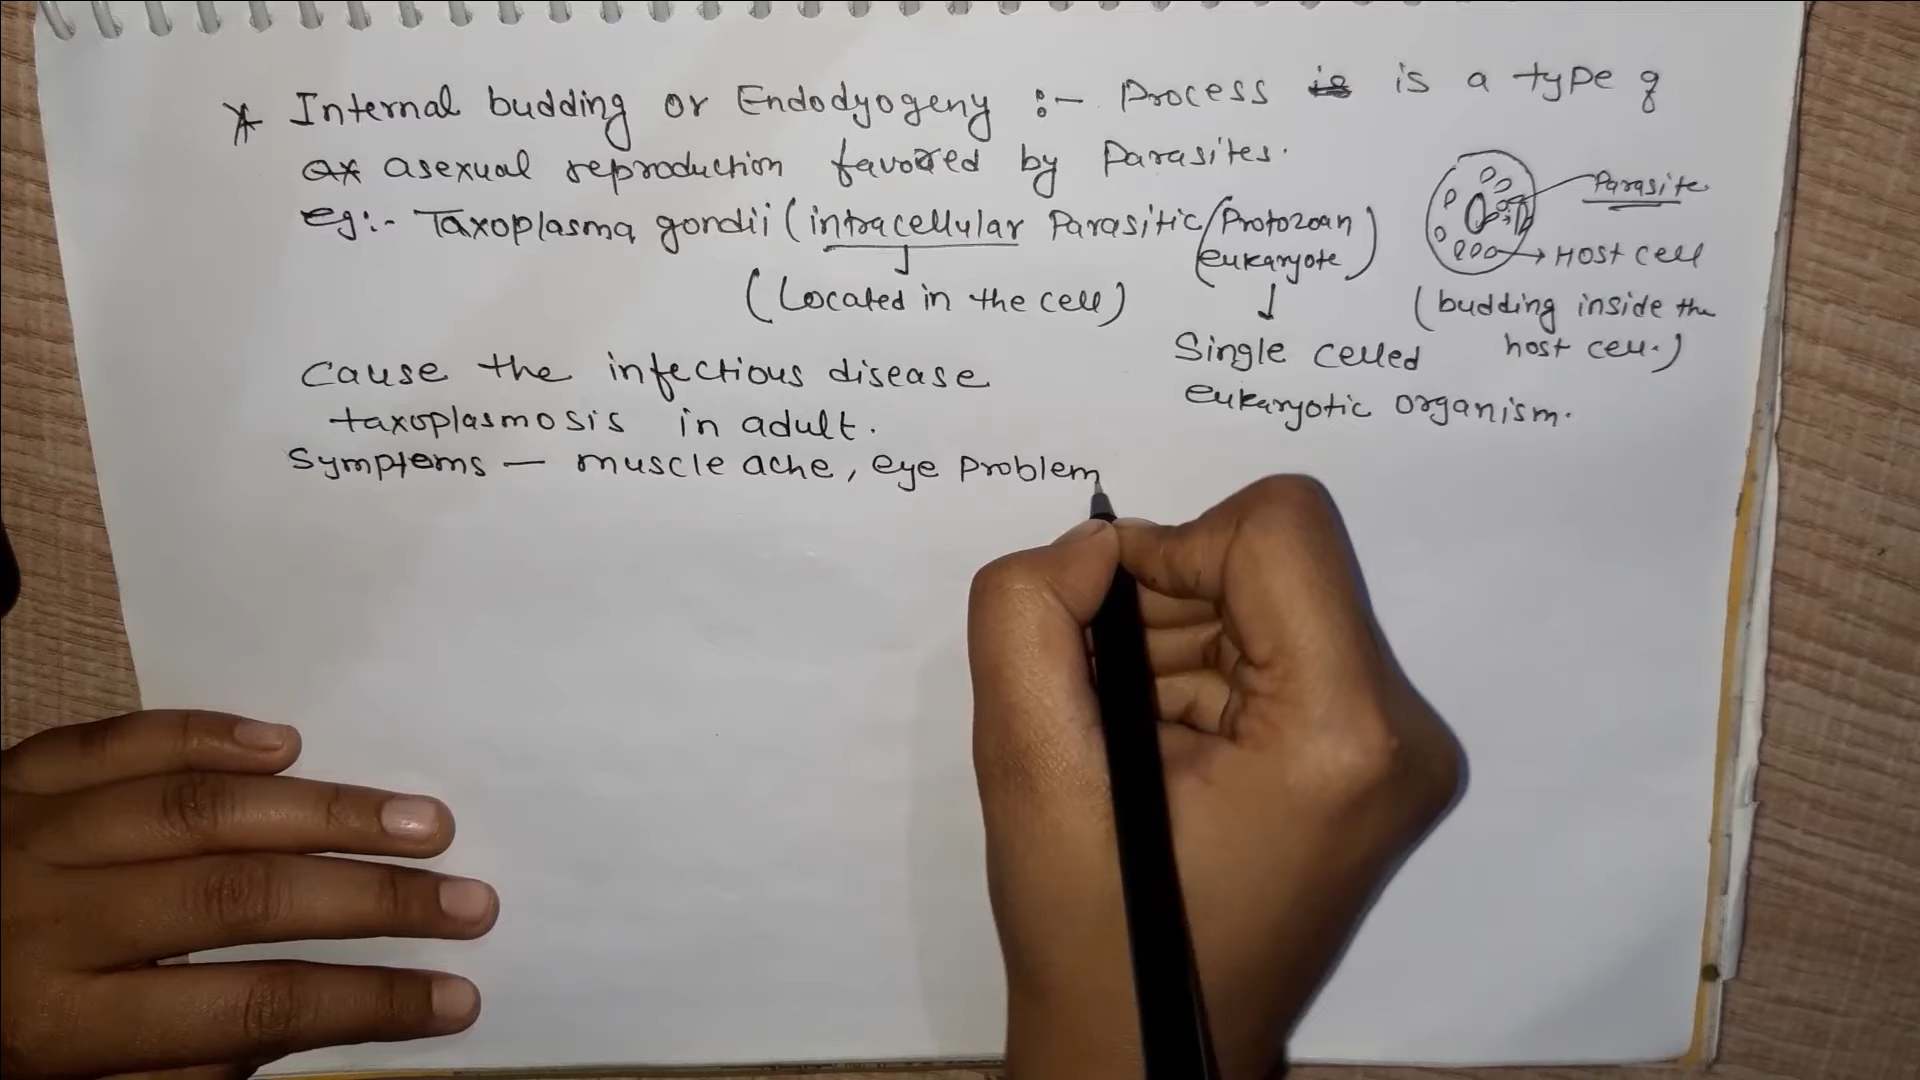 * Internal budding or Endodyogeny :- Process is is a type of
asexual reproduction favored by Parasites.
eg:- Taxoplasma gondii (intracellular Parasitic/Protozoan
eukaryote)
(Located in the cell)
Parasite
Host cell
(budding inside the
host cell.)
Single celled
eukaryotic organism.
Cause the infectious disease
taxoplasmosis in adult.
Symptoms — muscle ache, eye problem